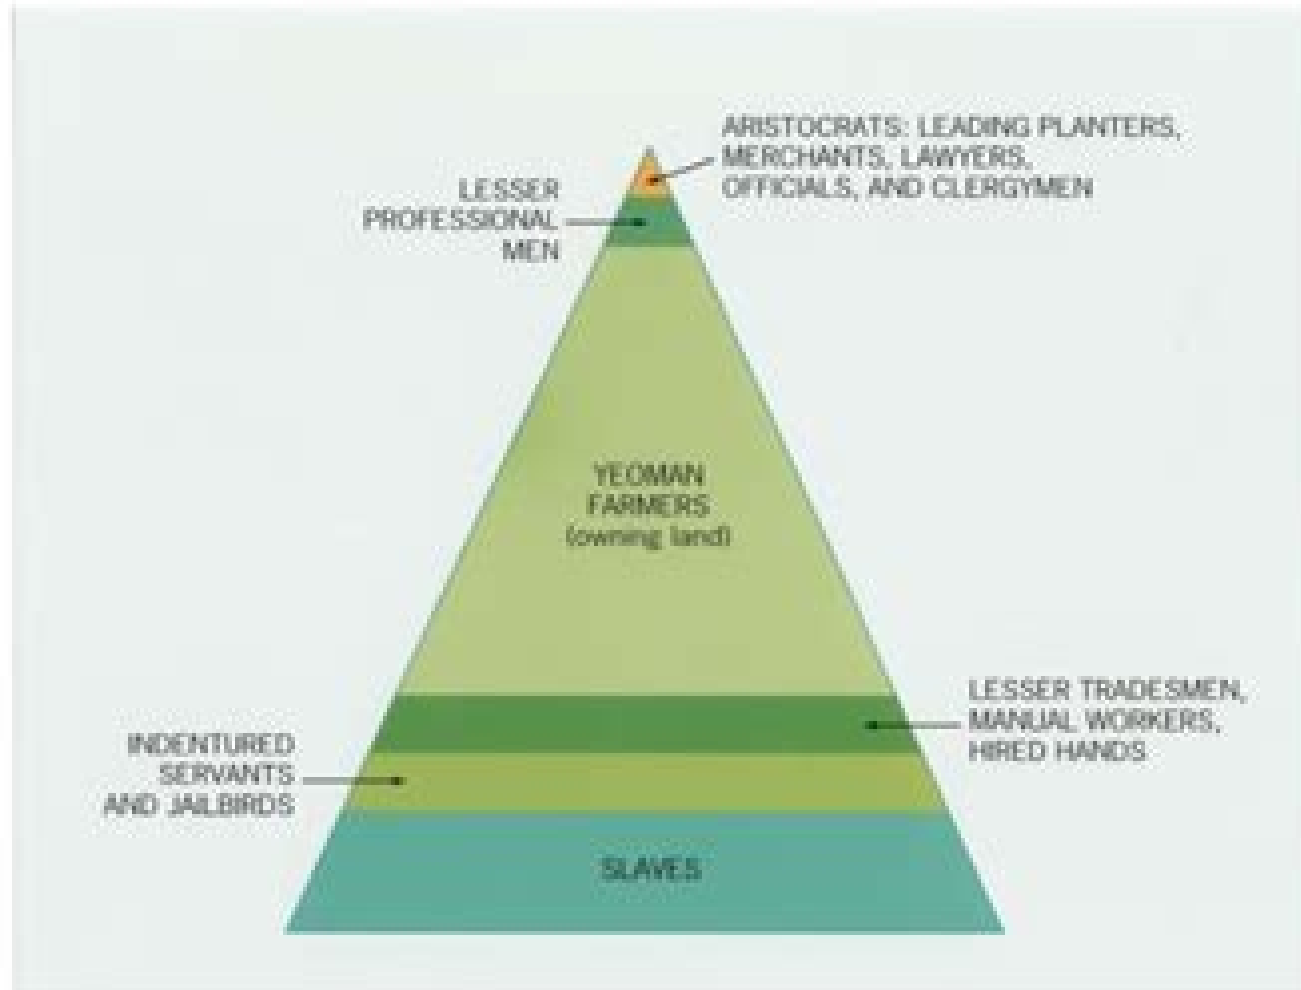 ARISTOCRATS: LEADING PLANTERS,
MERCHANTS, LAWYERS,
OFFICIALS, AND CLERGYMEN
LESSER
PROFESSIONAL
MEN
YEOMAN
FARMERS
(owning land)
LESSER TRADESMEN,
MANUAL WORKERS,
HIRED HANDS
INDENTURED
SERVANTS
AND JAILBIRDS
SLAVES